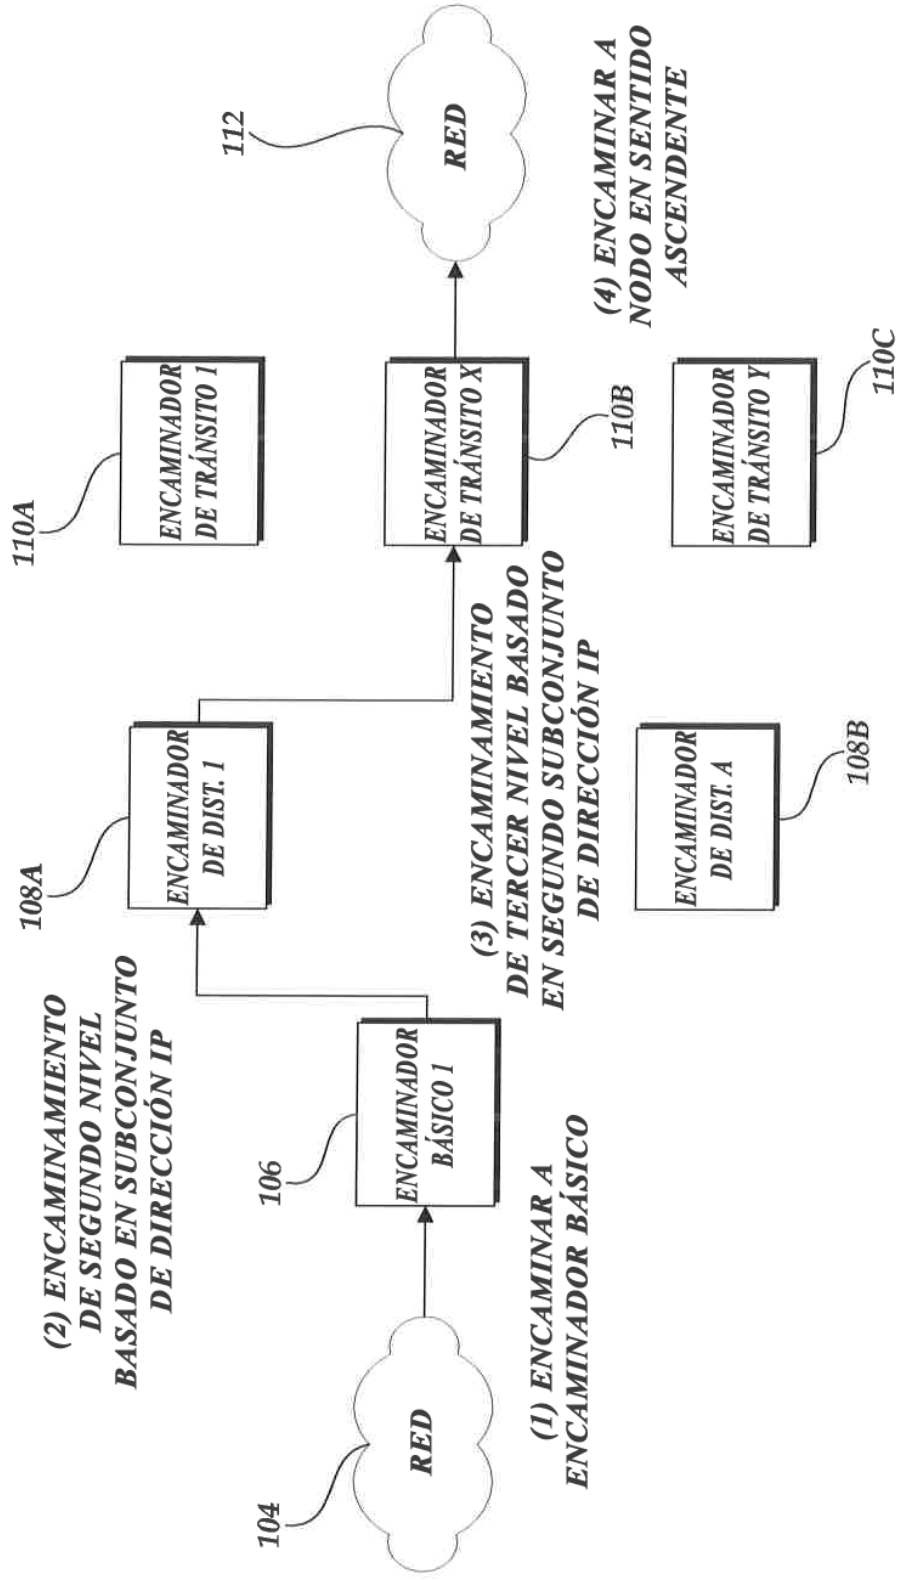 (2) ENCAMINAMIENTO
DE SEGUNDO NIVEL
BASADO EN SUBCONJUNTO
DE DIRECCIÓN IP
108A
ENCAMINADOR
DE DIST. 1
110A
ENCAMINADOR
DE TRÁNSITO 1
112
RED
104
RED
106
ENCAMINADOR
BÁSICO 1
ENCAMINADOR
DE TRÁNSITO X
110B
(1) ENCAMINAR A
ENCAMINADOR BÁSICO
(3) ENCAMINAMIENTO
DE TERCER NIVEL BASADO
EN SEGUNDO SUBCONJUNTO
DE DIRECCIÓN IP
(4) ENCAMINAR A
NODO EN SENTIDO
ASCENDENTE
ENCAMINADOR
DE DIST. A
108B
ENCAMINADOR
DE TRÁNSITO Y
110C